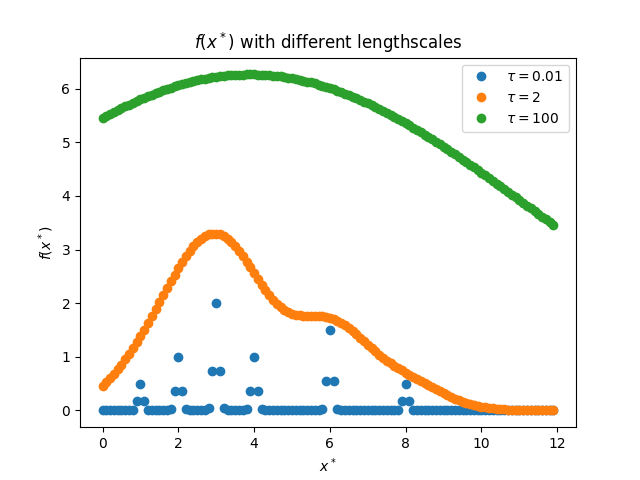 f(x*) with different lengthscales
τ = 0.01
τ = 2
τ = 100
f(x*)
6
5
4
3
2
1
0
0 2 4 6 8 10 12
x*